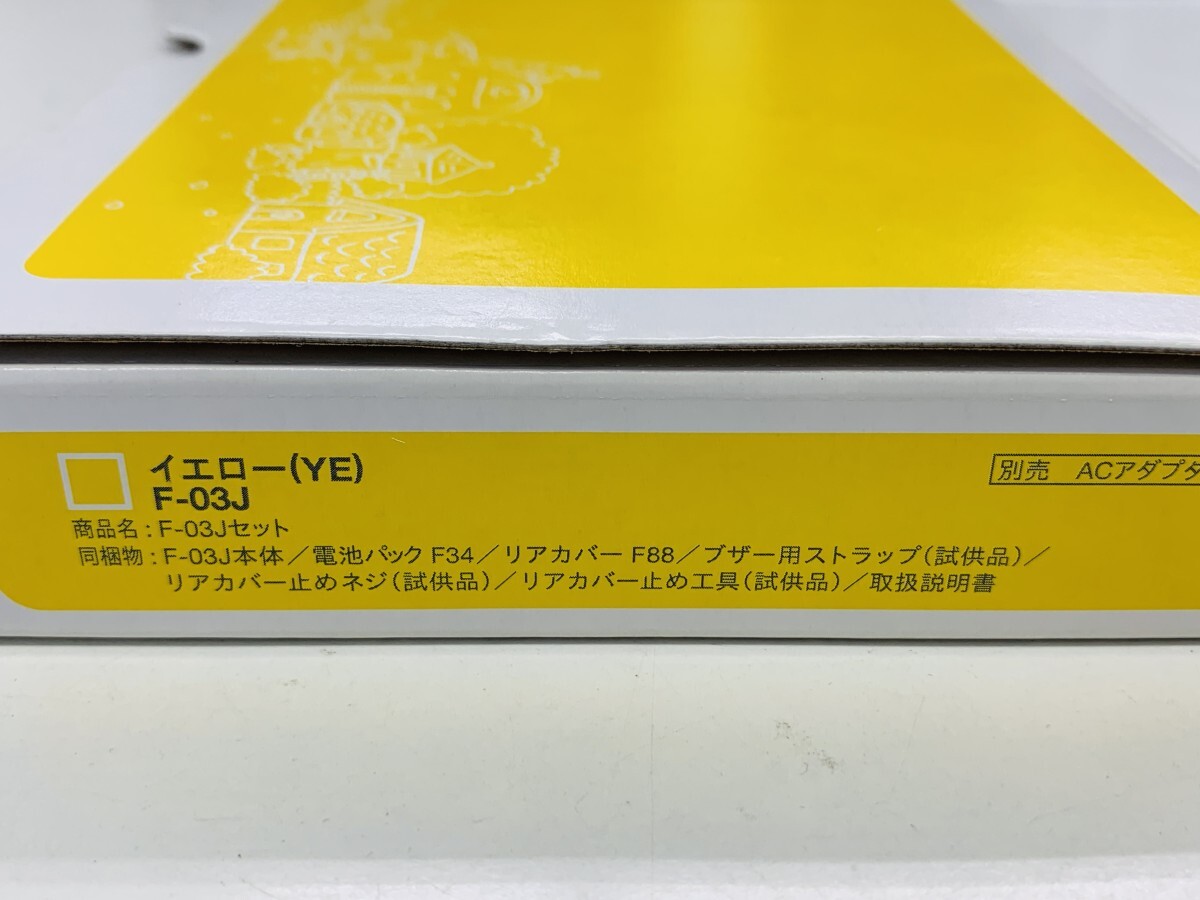 イエロー(YE)
F-03J
別売 ACアダプタ
商品名：F-03Jセット
同梱物：F-03J本体／電池パック F34／リアカバー F88／ブザー用ストラップ(試供品)／
リアカバー止めネジ(試供品)／リアカバー止め工具(試供品)／取扱説明書